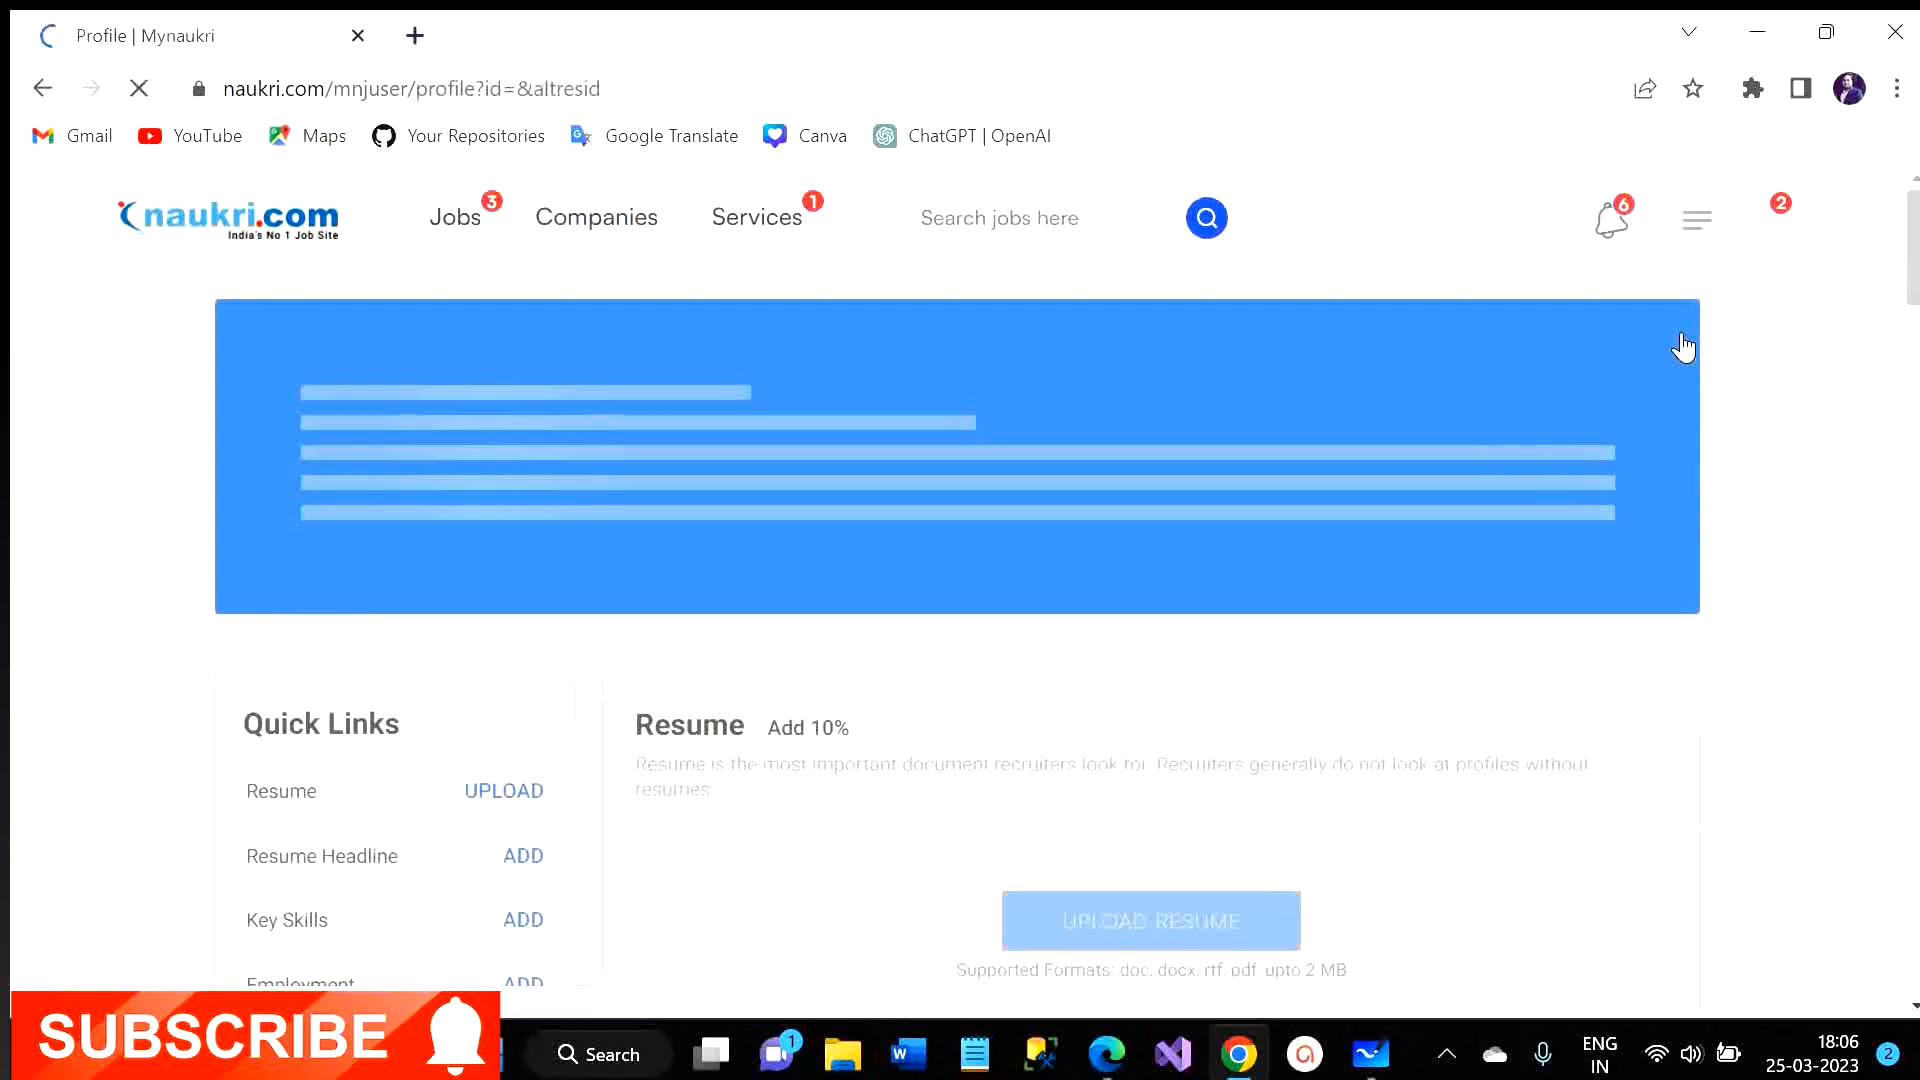 Profile | Mynaukri
naukri.com/mnjuser/profile?id=&altresid
Gmail YouTube Maps Your Repositories Google Translate Canva ChatGPT | OpenAI
naukri.com
India's No 1 Job Site
Jobs 3 Companies Services 1 Search jobs here 6 2
Quick Links
Resume UPLOAD
Resume Headline ADD
Key Skills ADD
Employment ADD
Resume Add 10%
Resume is the most important document recruiters look for. Recruiters generally do not look at profiles without
resumes
UPLOAD RESUME
Supported Formats: doc, docx, rtf, pdf, upto 2 MB
SUBSCRIBE
Search 1
ENG
IN
18:06
25-03-2023
2